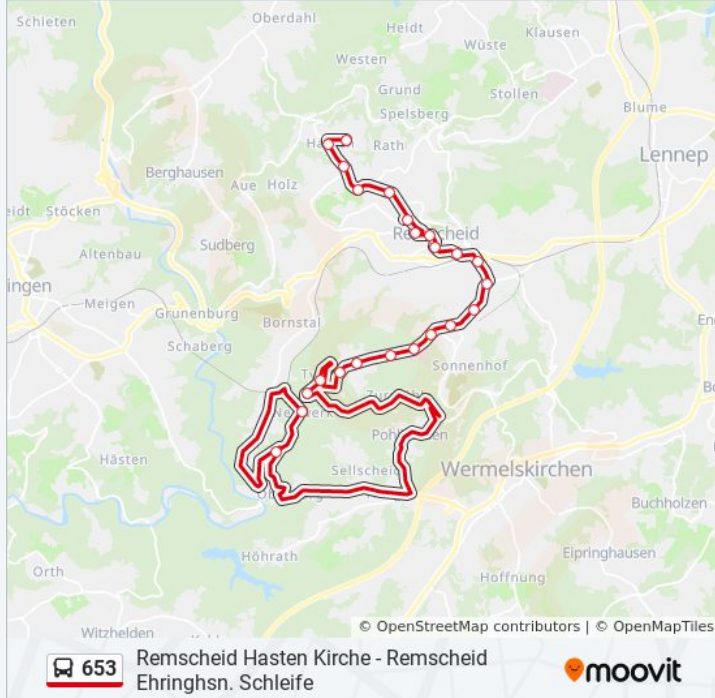 Schieten
Oberdahl
Heidt
Klausen
Westen
Wüste
Grund
Stollen
Spelsberg
Blume
Rath
Lennep
Berghausen
Aue
Holz
Stöcken
Sudberg
Altenbau
ingen
Meigen
Grunenburg
Bornstal
Schaberg
Sonnenhof
Hästen
Sellscheid
Wermelskirchen
Buchholzen
Höhrath
Eipringhausen
Orth
Hoffnung
Witzhelden
© OpenStreetMap contributors | © OpenMapTiles
653
Remscheid Hasten Kirche - Remscheid
Ehringhsn. Schleife
moovit